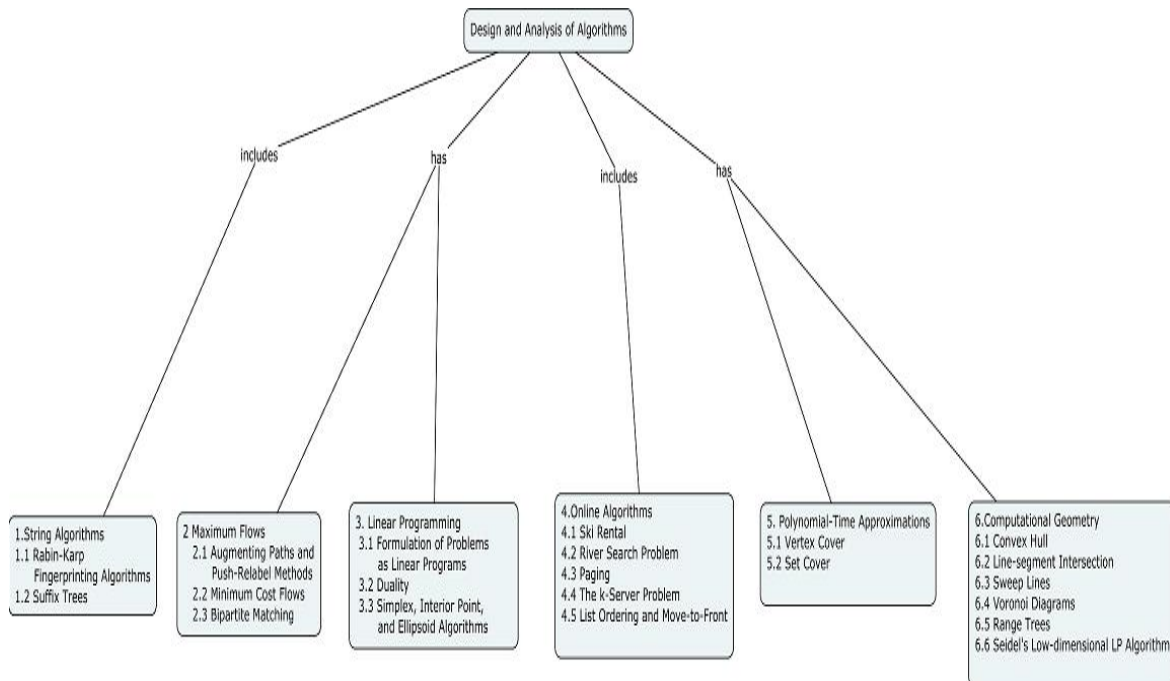 Design and Analysis of Algorithms
includes
has
includes
has
1.String Algorithms
1.1 Rabin-Karp
Fingerprinting Algorithms
1.2 Suffix Trees
2 Maximum Flows
2.1 Augmenting Paths and
Push-Relabel Methods
2.2 Minimum Cost Flows
2.3 Bipartite Matching
3. Linear Programming
3.1 Formulation of Problems
as Linear Programs
3.2 Duality
3.3 Simplex, Interior Point,
and Ellipsoid Algorithms
4.Online Algorithms
4.1 Ski Rental
4.2 River Search Problem
4.3 Paging
4.4 The k-Server Problem
4.5 List Ordering and Move-to-Front
5. Polynomial-Time Approximations
5.1 Vertex Cover
5.2 Set Cover
6.Computational Geometry
6.1 Convex Hull
6.2 Line-segment Intersection
6.3 Sweep Lines
6.4 Voronoi Diagrams
6.5 Range Trees
6.6 Seidel's Low-dimensional LP Algorithm